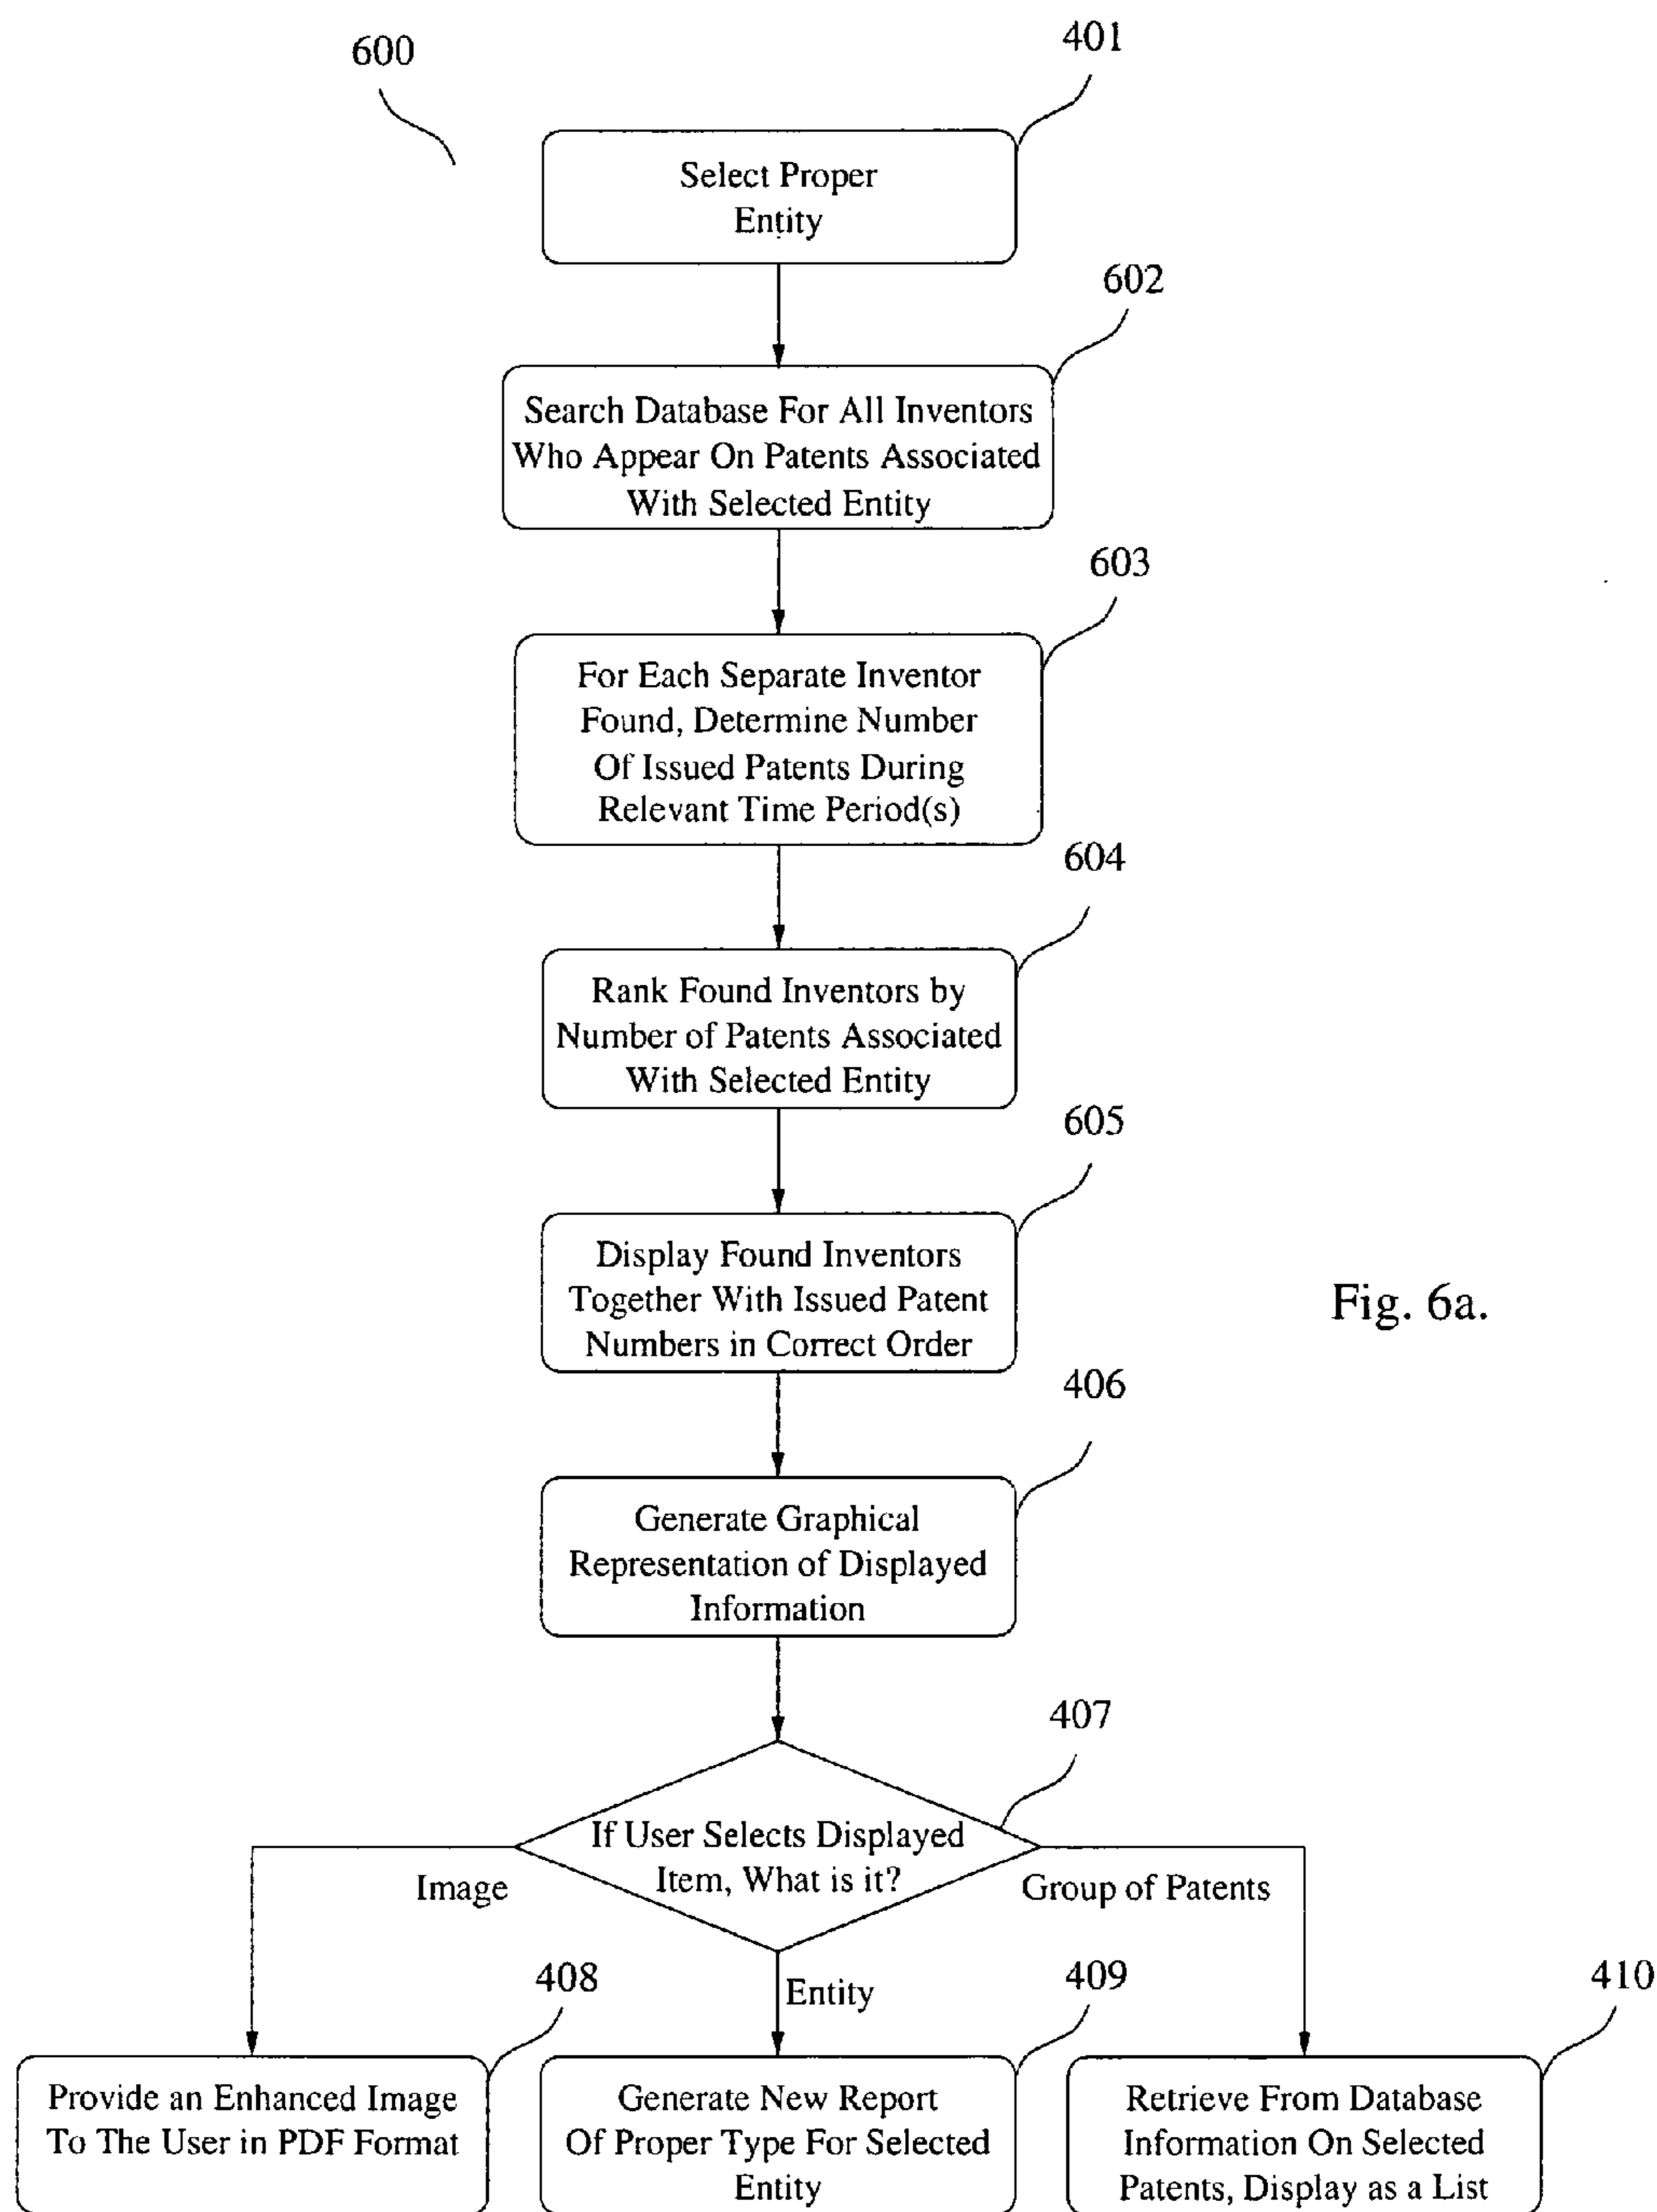 600
401
Select Proper
Entity
602
Search Database For All Inventors
Who Appear On Patents Associated
With Selected Entity
603
For Each Separate Inventor
Found, Determine Number
Of Issued Patents During
Relevant Time Period(s)
604
Rank Found Inventors by
Number of Patents Associated
With Selected Entity
605
Display Found Inventors
Together With Issued Patent
Numbers in Correct Order
Fig. 6a.
406
Generate Graphical
Representation of Displayed
Information
407
If User Selects Displayed
Item, What is it?
Image
Group of Patents
Entity
408
Provide an Enhanced Image
To The User in PDF Format
409
Generate New Report
Of Proper Type For Selected
Entity
410
Retrieve From Database
Information On Selected
Patents, Display as a List